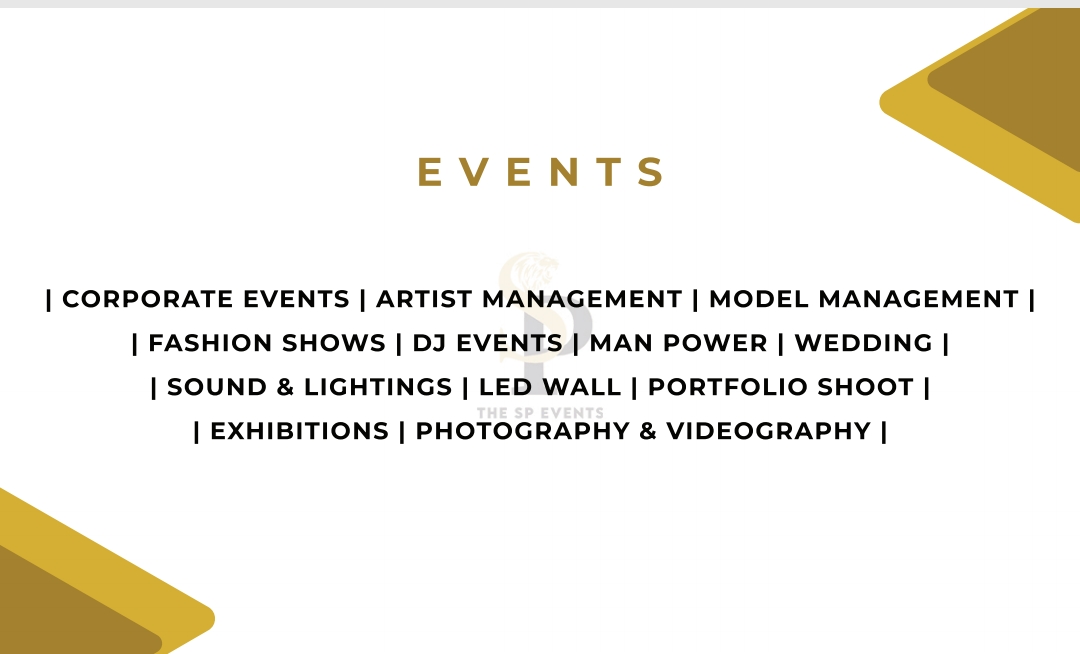 EVENTS
| CORPORATE EVENTS | ARTIST MANAGEMENT | MODEL MANAGEMENT |
| FASHION SHOWS | DJ EVENTS | MAN POWER | WEDDING |
| SOUND & LIGHTINGS | LED WALL | PORTFOLIO SHOOT |
THE SP EVENTS
| EXHIBITIONS | PHOTOGRAPHY & VIDEOGRAPHY |